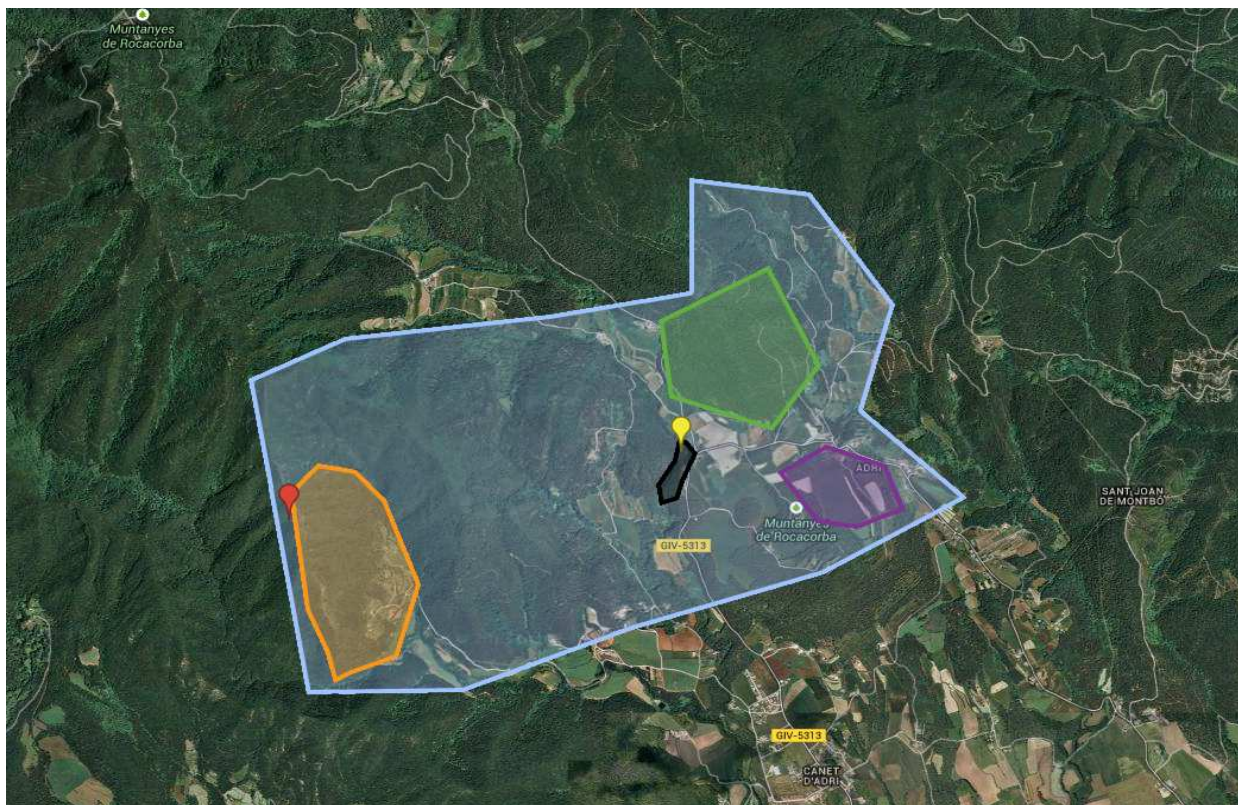 Muntanyes
de Rocacorba
ADRI
SANT JOAN
DE MONTBÓ
Muntanyes
de Rocacorba
GIV-5313
GIV-5313
CANET
D'ADRI